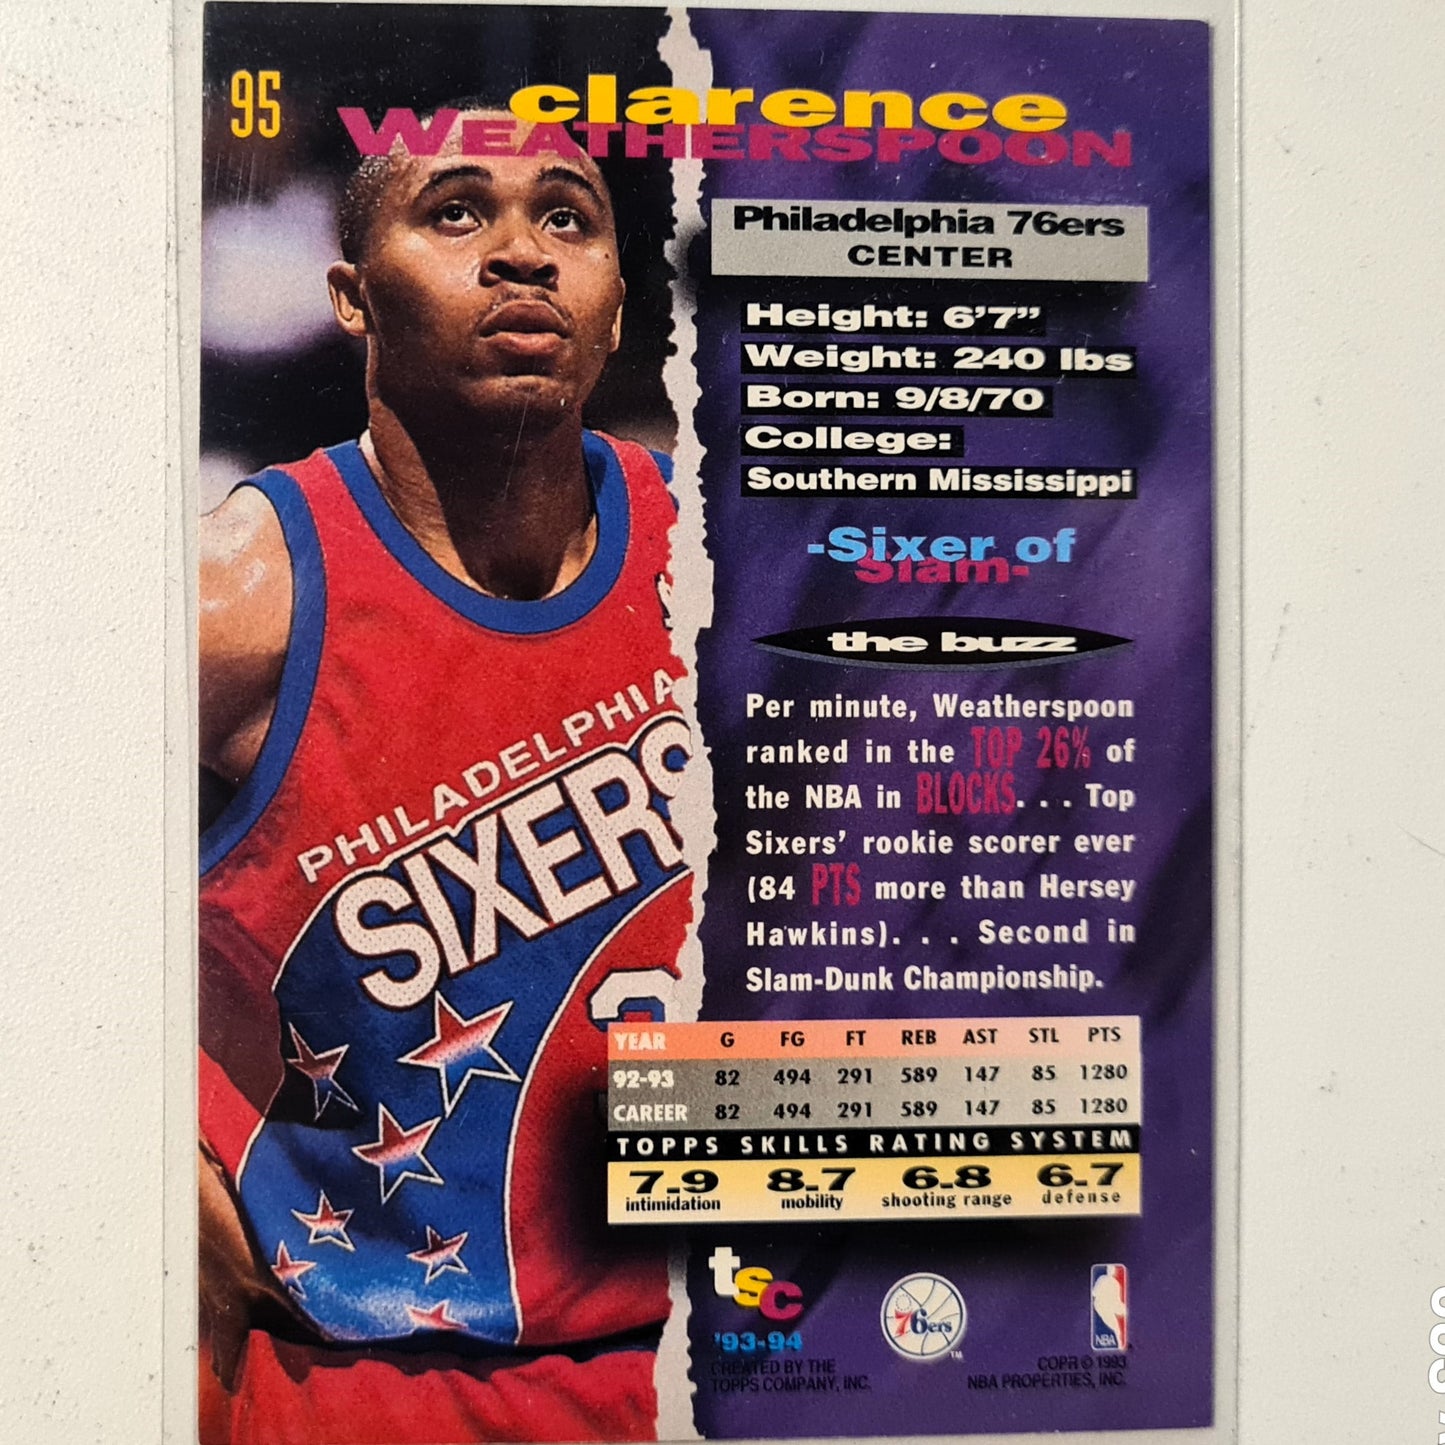 95
clarence
WEATHERSPOON
Philadelphia 76ers
CENTER
Height: 6'7"
Weight: 240 lbs
Born: 9/8/70
College:
Southern Mississippi
-Sixer of
Slam-
the buzz
Per minute, Weatherspoon
ranked in the TOP 26% of
the NBA in BLOCKS. . . Top
Sixers' rookie scorer ever
(84 PTS more than Hersey
Hawkins). . . Second in
Slam-Dunk Championship.
PHILADELPHIA
SIXERS
3
YEAR G FG FT REB AST STL PTS
92-93 82 494 291 589 147 85 1280
CAREER 82 494 291 589 147 85 1280
TOPPS SKILLS RATING SYSTEM
7.9 8.7 6.8 6.7
intimidation mobility shooting range defense
tsc
'93-94
CREATED BY THE
TOPPS COMPANY, INC.
76ers
TM
NBA
COPR © 1993
NBA PROPERTIES, INC.